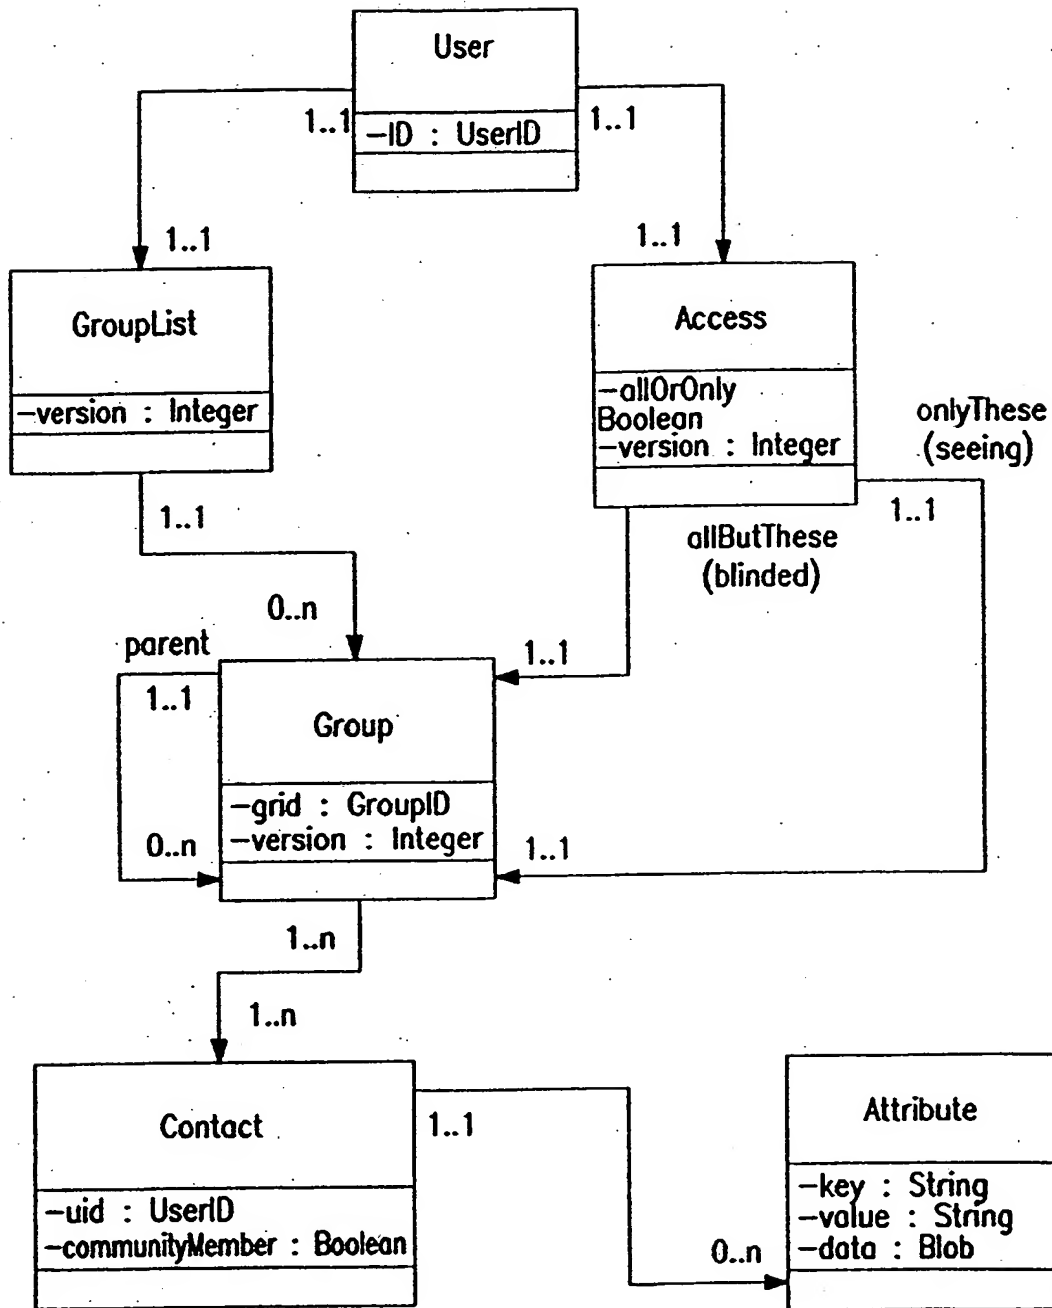 User
1..1
-ID : UserID
1..1
1..1
1..1
GroupList
-version : Integer
Access
-allOrOnly
Boolean
-version : Integer
onlyThese
(seeing)
1..1
1..1
allButThese
(blinded)
0..n
parent
1..1
1..1
Group
-grid : GroupID
-version : Integer
0..n
1..1
1..n
1..n
Contact
-uid : UserID
-communityMember : Boolean
1..1
Attribute
-key : String
-value : String
-data : Blob
0..n